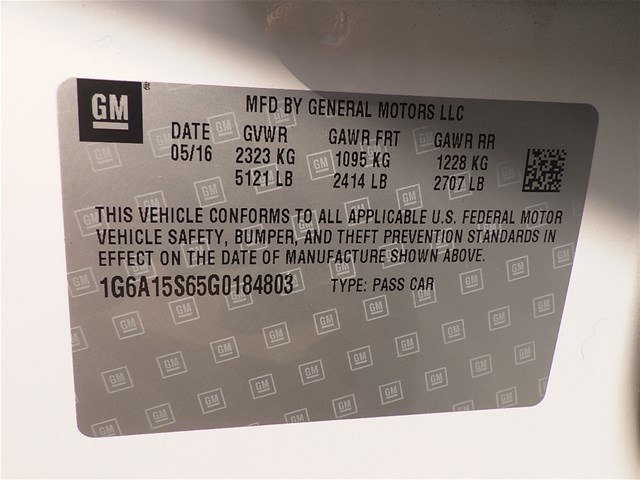 GM
MFD BY GENERAL MOTORS LLC
DATE GVWR GAWR FRT GAWR RR
05/16 2323 KG 1095 KG 1228 KG
5121 LB 2414 LB 2707 LB
THIS VEHICLE CONFORMS TO ALL APPLICABLE U.S. FEDERAL MOTOR
VEHICLE SAFETY, BUMPER, AND THEFT PREVENTION STANDARDS IN
EFFECT ON THE DATE OF MANUFACTURE SHOWN ABOVE.
1G6A15S65G0184803 TYPE: PASS CAR